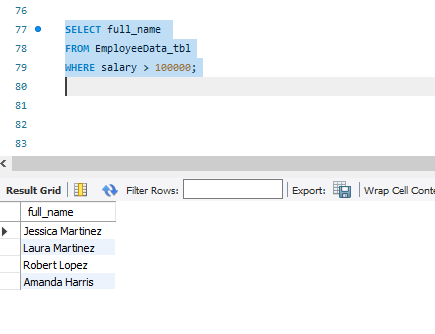 76
77 SELECT full_name
78 FROM EmployeeData_tbl
79 WHERE salary > 100000;
80
81
82
83
Result Grid Filter Rows: Export: Wrap Cell Conte
full_name
Jessica Martinez
Laura Martinez
Robert Lopez
Amanda Harris